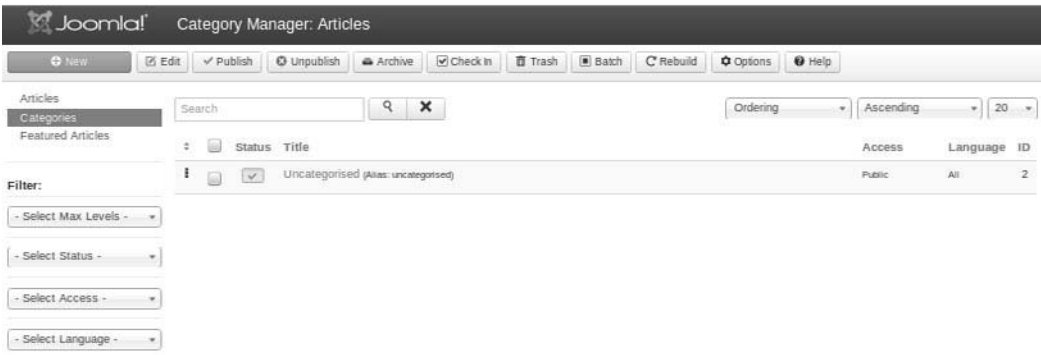 Joomla! Category Manager: Articles
New Edit Publish Unpublish Archive Check In Trash Batch Rebuild Options Help
Articles
Categories
Featured Articles
Search
Ordering Ascending 20
Status Title Access Language ID
Uncategorised (Alias: uncategorised) Public All 2
Filter:
- Select Max Levels -
- Select Status -
- Select Access -
- Select Language -